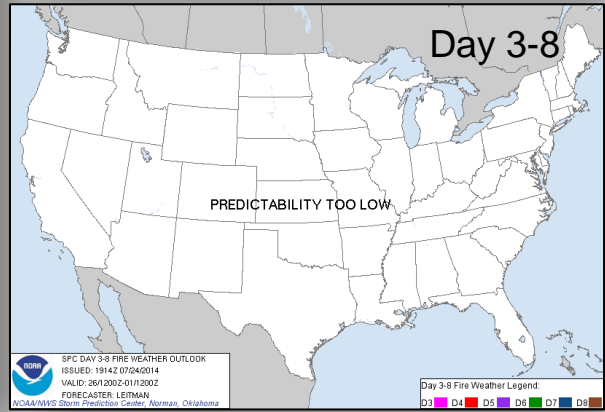 Day 3-8
PREDICTABILITY TOO LOW
NOAA
SPC DAY 3-8 FIRE WEATHER OUTLOOK
ISSUED: 1914Z 07/24/2014
VALID: 26/1200Z-01/1200Z
FORECASTER: LEITMAN
NOAA/NWS Storm Prediction Center, Norman, Oklahoma
Day 3-8 Fire Weather Legend:
D3 D4 D5 D6 D7 D8